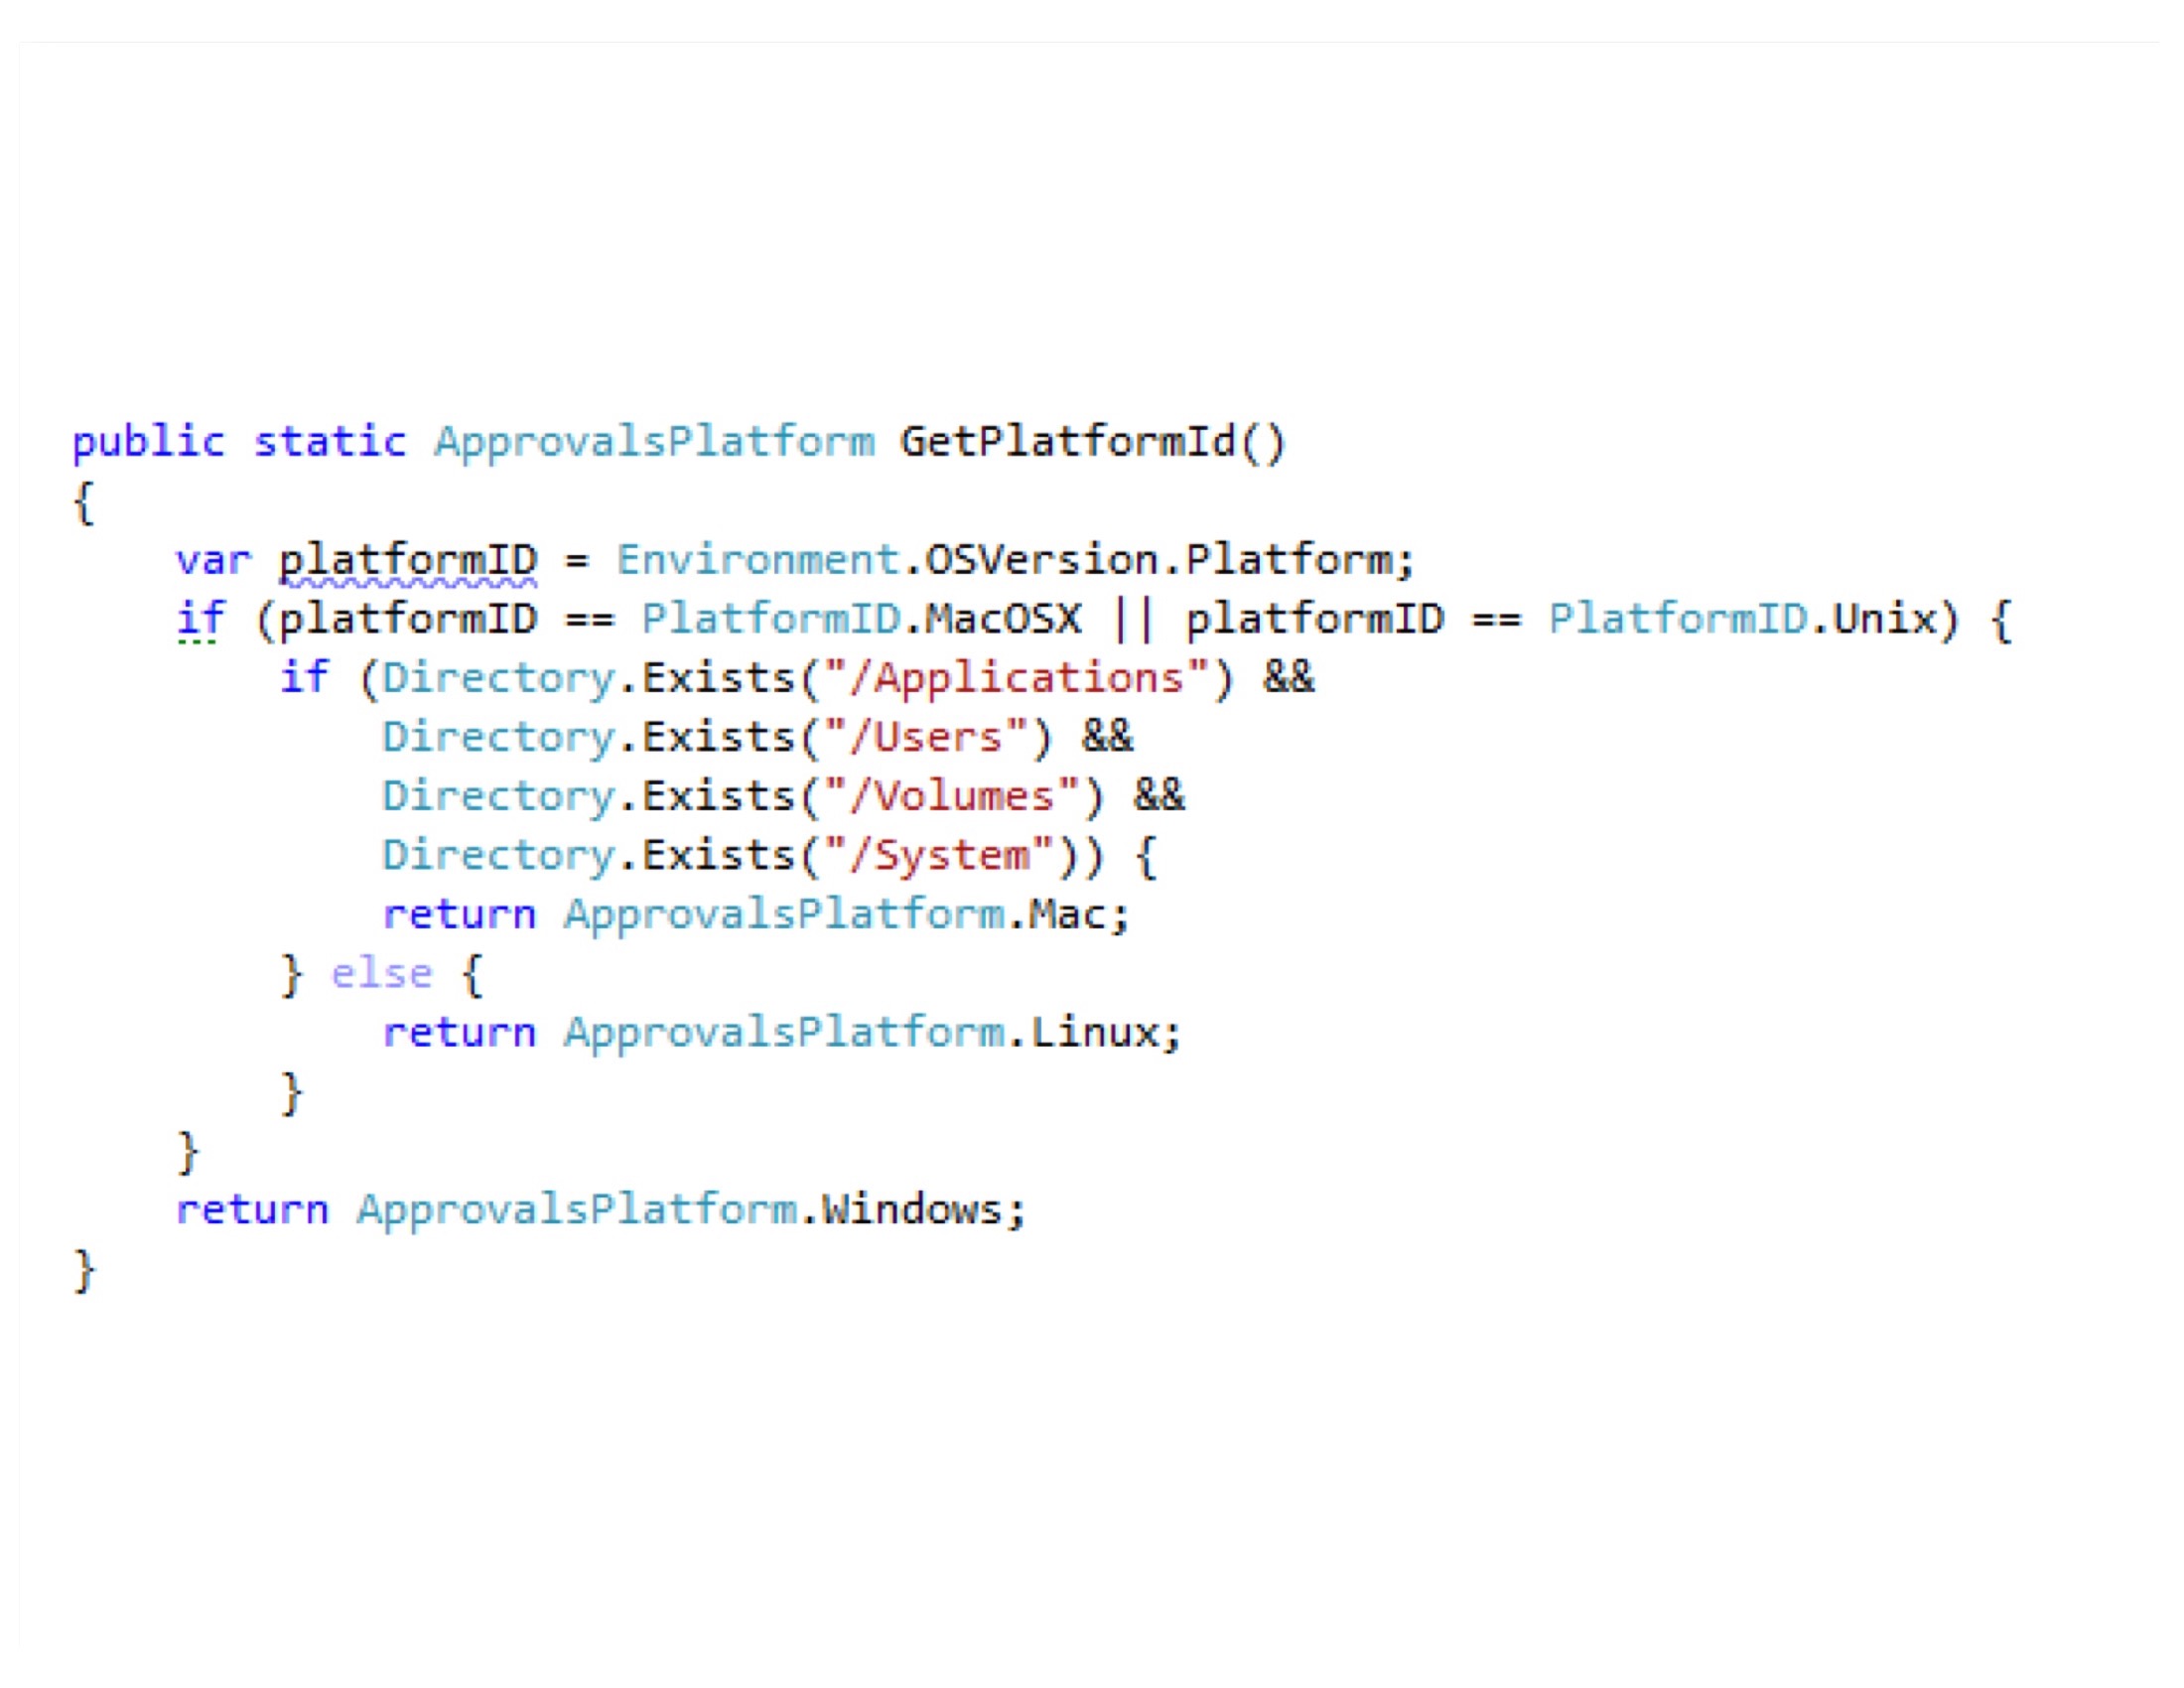 public static ApprovalsPlatform GetPlatformId()
{
    var platformID = Environment.OSVersion.Platform;
    if (platformID == PlatformID.MacOSX || platformID == PlatformID.Unix) {
        if (Directory.Exists("/Applications") &&
            Directory.Exists("/Users") &&
            Directory.Exists("/Volumes") &&
            Directory.Exists("/System")) {
            return ApprovalsPlatform.Mac;
        } else {
            return ApprovalsPlatform.Linux;
        }
    }
    return ApprovalsPlatform.Windows;
}